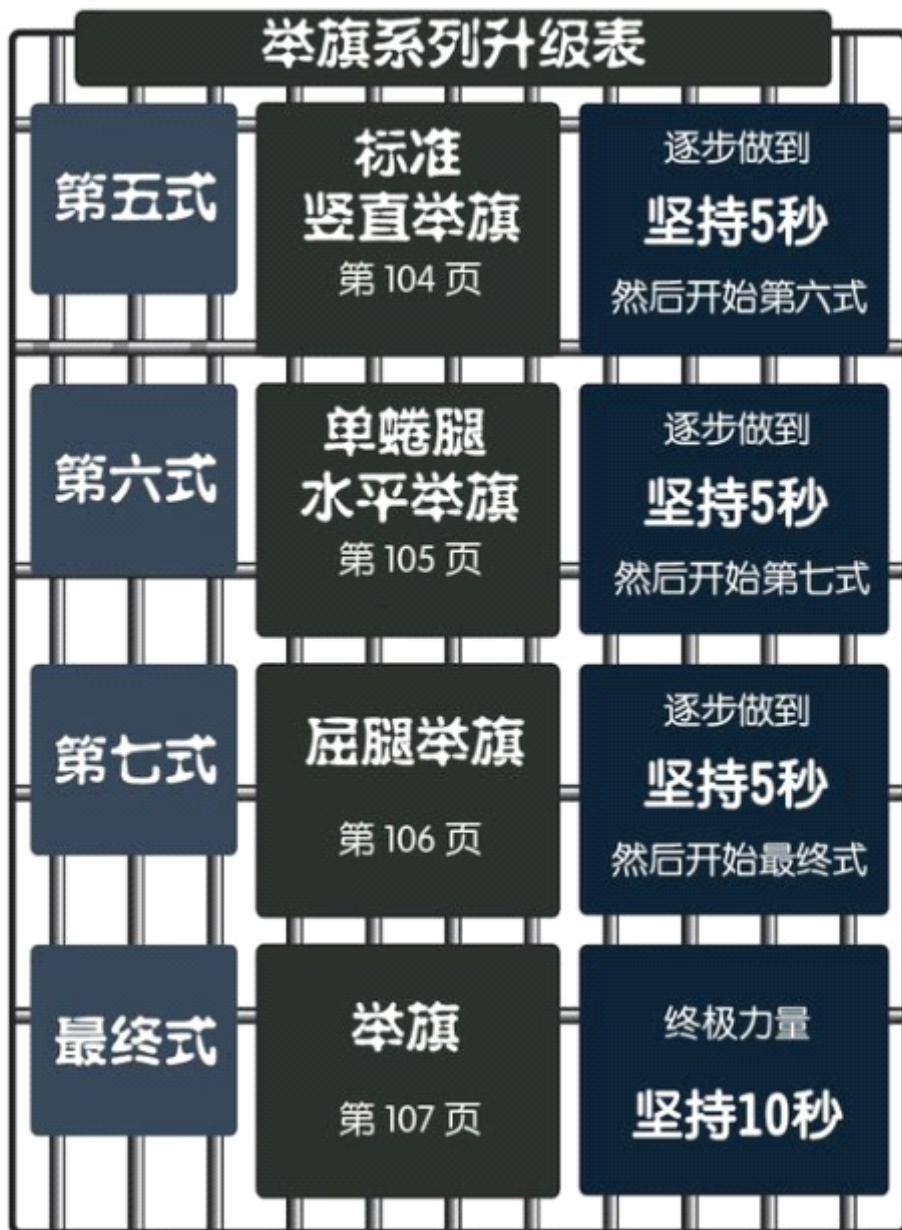 举旗系列升级表
第五式
标准
竖直举旗
第 104 页
逐步做到
坚持5秒
然后开始第六式
第六式
单蜷腿
水平举旗
第 105 页
逐步做到
坚持5秒
然后开始第七式
第七式
屈腿举旗
第 106 页
逐步做到
坚持5秒
然后开始最终式
最终式
举旗
第 107 页
终极力量
坚持10秒